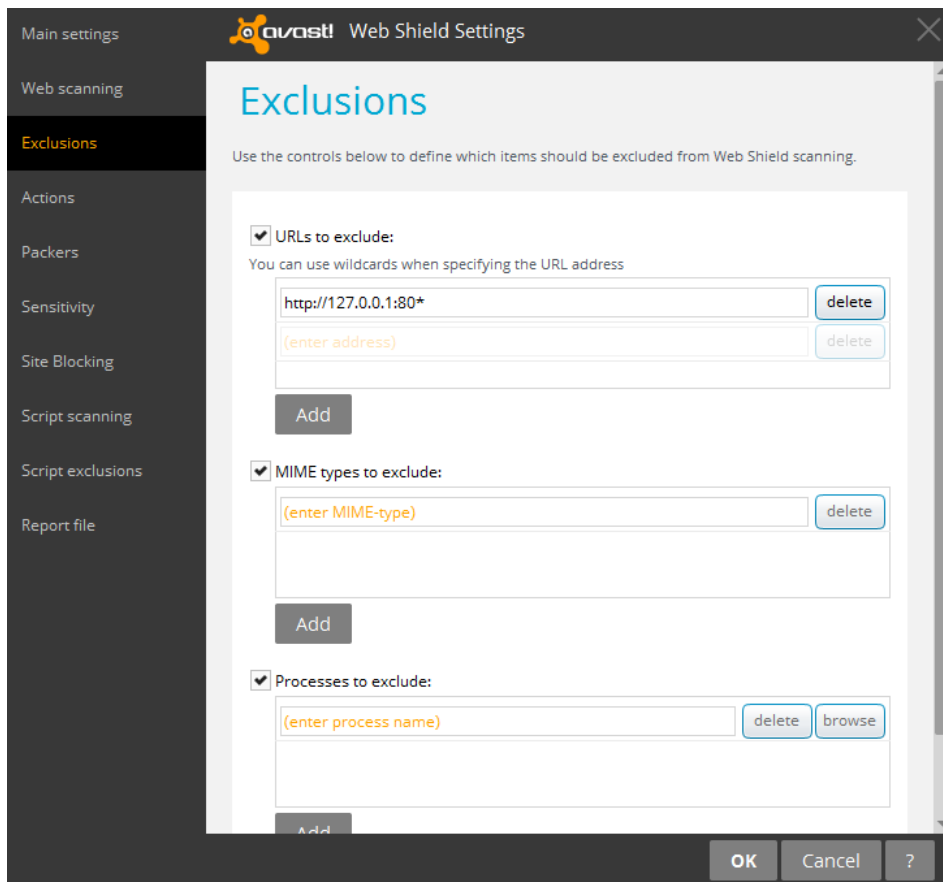 Main settings
avast! Web Shield Settings
Web scanning
Exclusions
Exclusions
Use the controls below to define which items should be excluded from Web Shield scanning.
Actions
Packers
Sensitivity
Site Blocking
Script scanning
Script exclusions
Report file
URLs to exclude:
You can use wildcards when specifying the URL address
http://127.0.0.1:80* delete
(enter address) delete
Add
MIME types to exclude:
(enter MIME-type) delete
Add
Processes to exclude:
(enter process name) delete browse
Add
OK Cancel ?